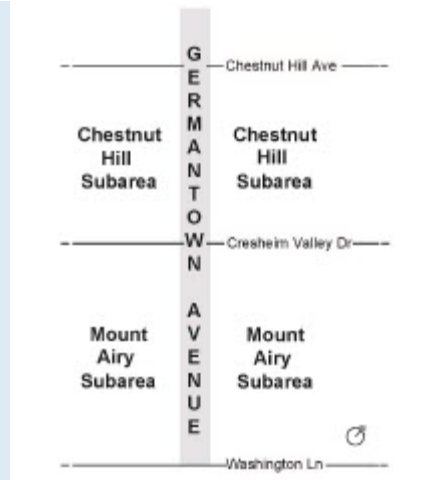 GERMANTOWN AVENUE
Chestnut Hill Ave
Chestnut
Hill
Subarea
Chestnut
Hill
Subarea
Cresheim Valley Dr
Mount
Airy
Subarea
Mount
Airy
Subarea
Washington Ln